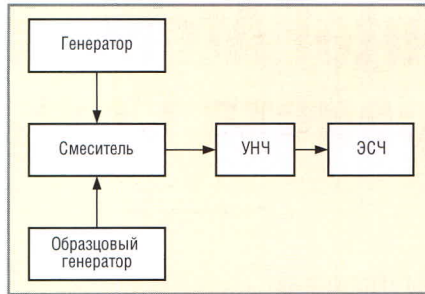 Генератор
Смеситель
УНЧ
ЭСЧ
Образцовый
генератор